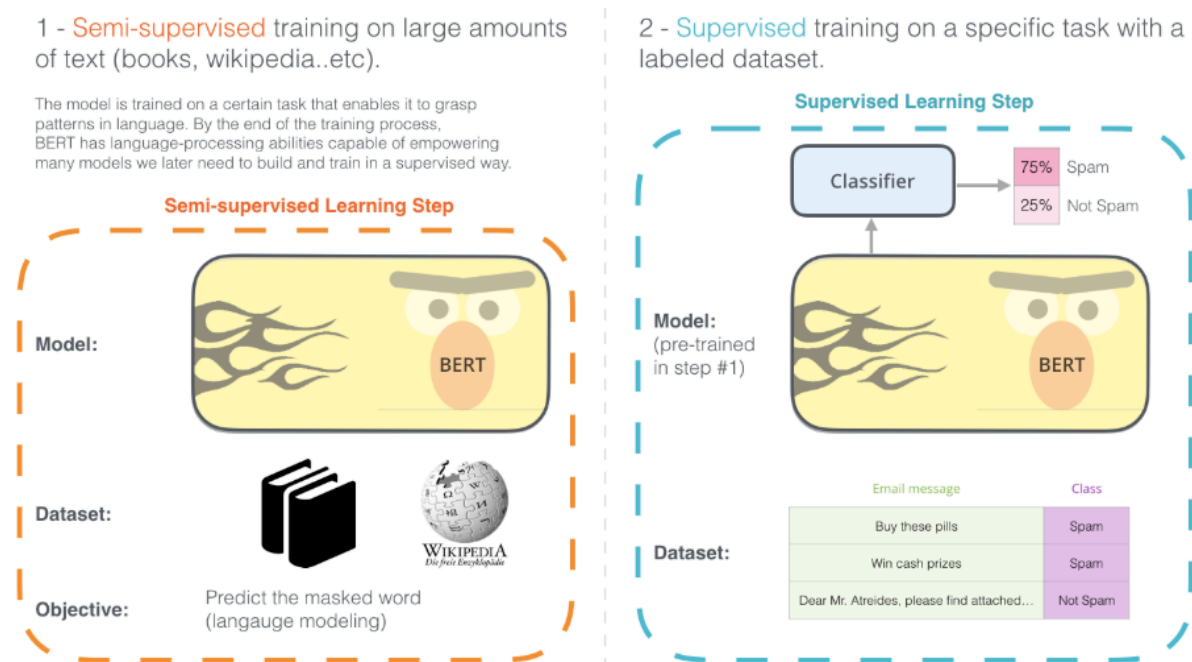 1 - Semi-supervised training on large amounts
of text (books, wikipedia..etc).
The model is trained on a certain task that enables it to grasp
patterns in language. By the end of the training process,
BERT has language-processing abilities capable of empowering
many models we later need to build and train in a supervised way.
Semi-supervised Learning Step
Model:
BERT
Dataset:
WIKIPEDIA
Die freie Enzyklopädie
Objective:
Predict the masked word
(langauge modeling)
2 - Supervised training on a specific task with a
labeled dataset.
Supervised Learning Step
Classifier
75% Spam
25% Not Spam
Model:
(pre-trained
in step #1)
BERT
Dataset:
Email message Class
Buy these pills Spam
Win cash prizes Spam
Dear Mr. Atreides, please find attached... Not Spam